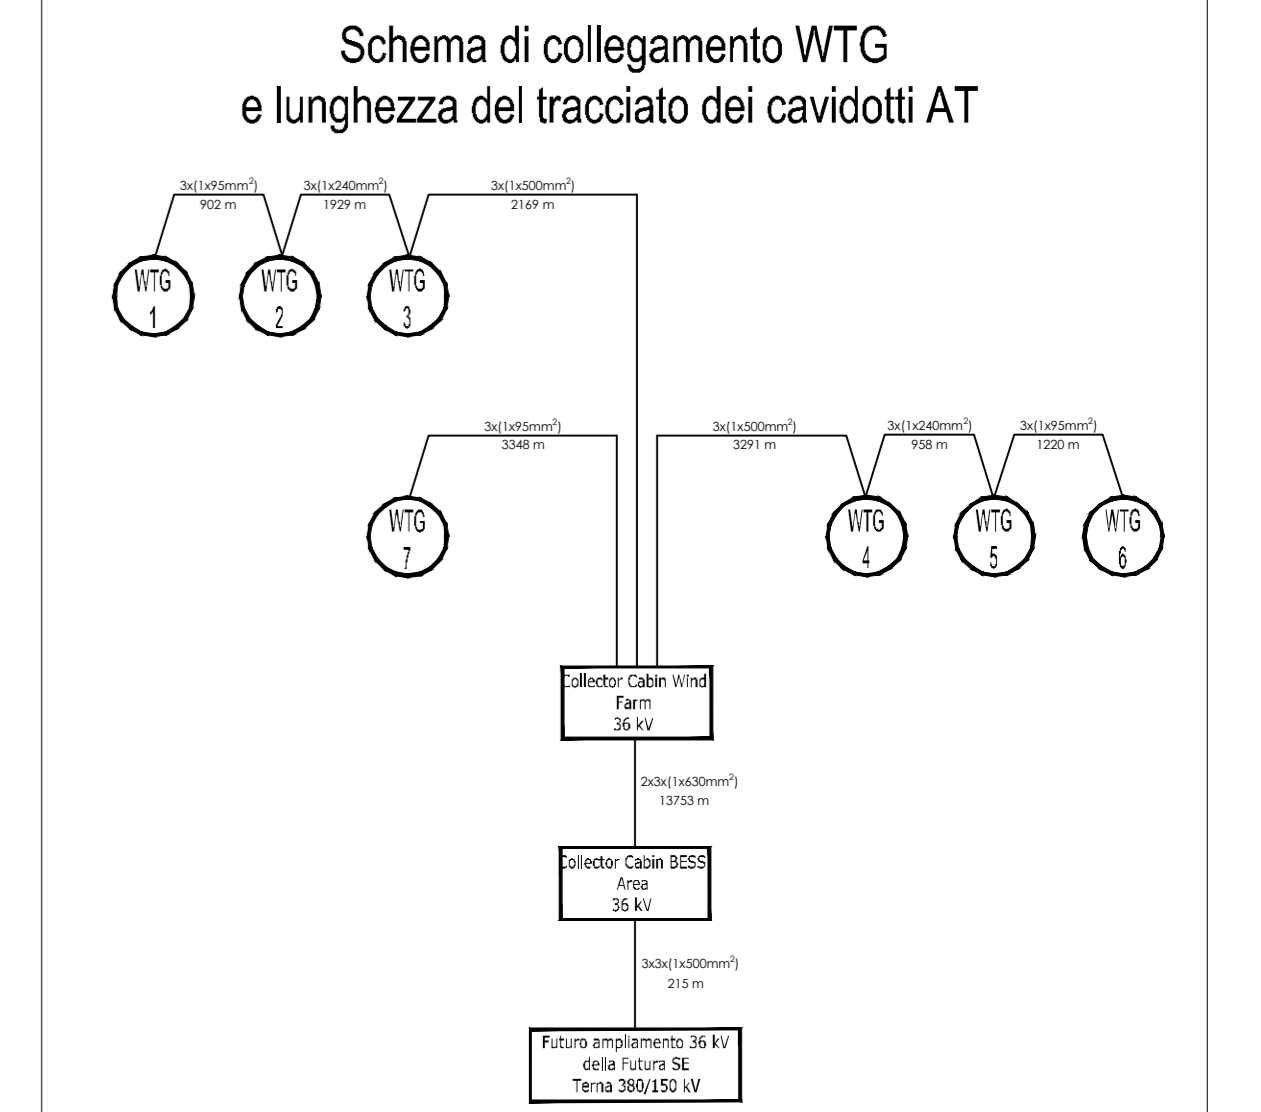 Schema di collegamento WTG
e lunghezza del tracciato dei cavidotti AT
3x(1x95mm²)
902 m
3x(1x240mm²)
1929 m
3x(1x500mm²)
2169 m
WTG
1
WTG
2
WTG
3
3x(1x95mm²)
3348 m
3x(1x500mm²)
3291 m
3x(1x240mm²)
958 m
3x(1x95mm²)
1220 m
WTG
7
WTG
4
WTG
5
WTG
6
Collector Cabin Wind
Farm
36 kV
2x3x(1x630mm²)
13753 m
Collector Cabin BESS
Area
36 kV
3x3x(1x500mm²)
215 m
Futuro ampliamento 36 kV
della Futura SE
Terna 380/150 kV